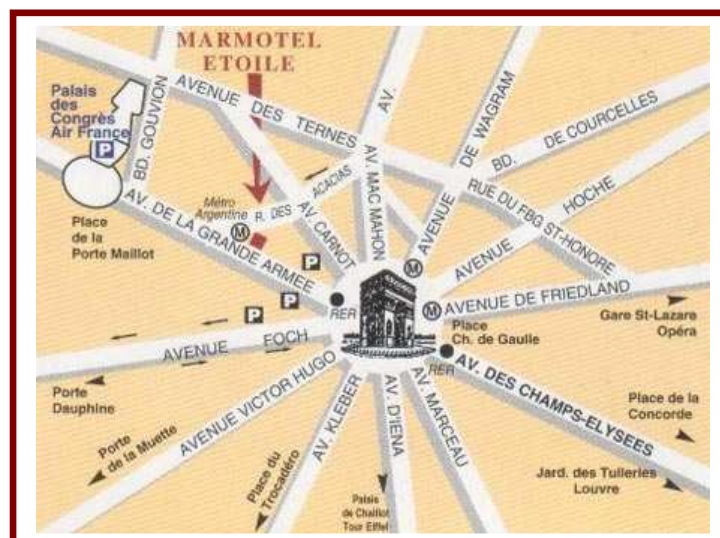 MARMOTEL
ETOILE
Palais
des
Congrès
Air France
P
BD. GOUVION
AVENUE DES TERNES
AV. MAC MAHON
AV.
AVENUE DE WAGRAM
BD. DE COURCELLES
RUE DU FBG ST-HONORE
AVENUE HOCHE
Métro
Argentine
M
R. DES ACACIAS
AV. CARNOT
Place
de la
Porte Maillot
AV. DE LA GRANDE ARMEE
P
P
P
RER
M
M
AVENUE DE FRIEDLAND
Gare St-Lazare
Opéra
Place
Ch. de Gaulle
RER
AVENUE FOCH
Porte
Dauphine
AVENUE VICTOR HUGO
Porte
de la Muette
AV. KLEBER
Place du
Trocadéro
AV. D'IENA
Palais
de Chaillot
Tour Eiffel
AV. MARCEAU
AV. DES CHAMPS-ELYSEES
Place de la
Concorde
Jard. des Tulleries
Louvre